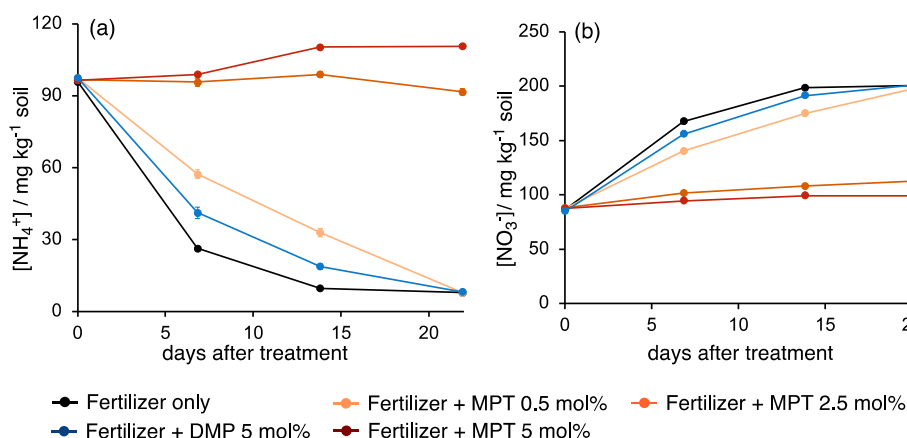 (a)
120
90
60
30
0
0 5 10 15 20
[NH₄⁺] / mg kg⁻¹ soil
days after treatment
(b)
250
200
150
100
50
0
0 5 10 15 20
[NO₃⁻]/ mg kg⁻¹ soil
days after treatment
Fertilizer only
Fertilizer + MPT 0.5 mol%
Fertilizer + MPT 2.5 mol%
Fertilizer + DMP 5 mol%
Fertilizer + MPT 5 mol%